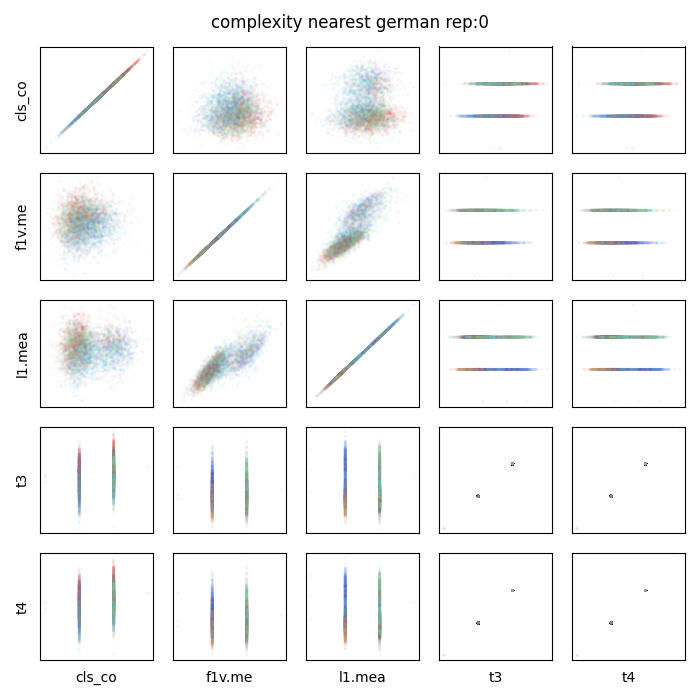 complexity nearest german rep:0
cls_co
f1v.me
l1.mea
t3
t4
cls_co
f1v.me
l1.mea
t3
t4